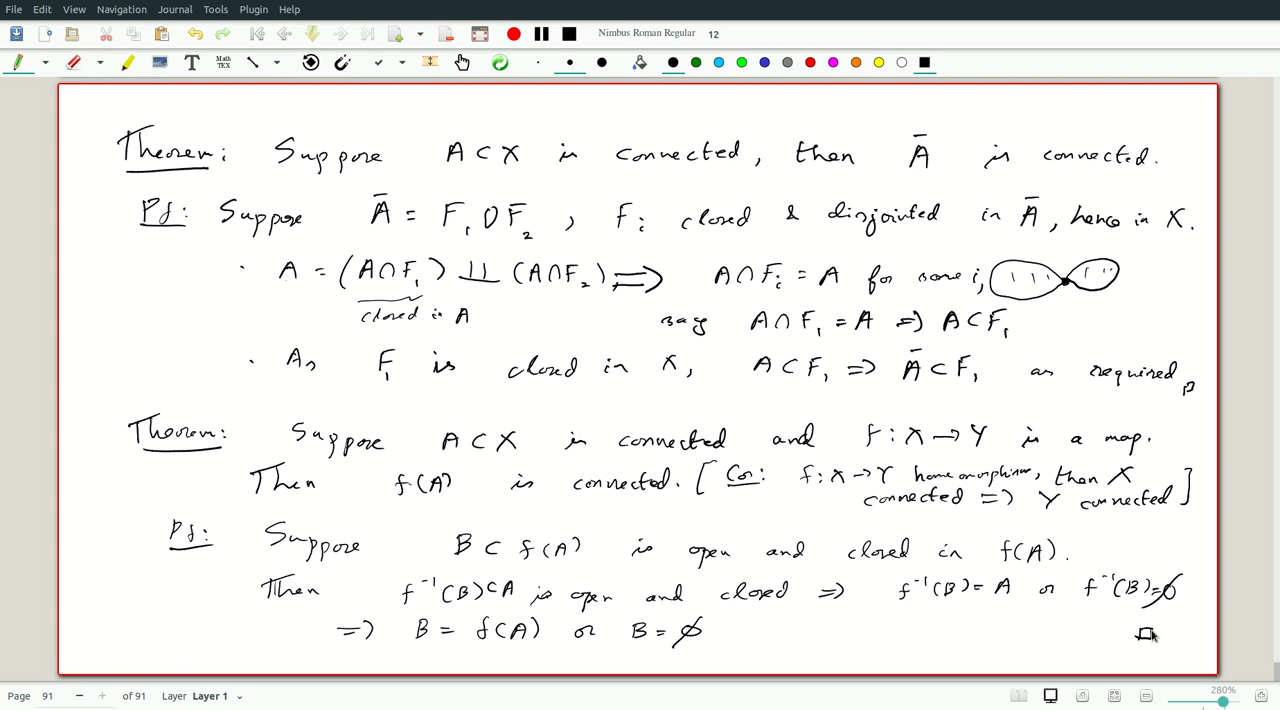 File Edit View Navigation Journal Tools Plugin Help
Nimbus Roman Regular 12
Theorem: Suppose A ⊂ X is connected, then Ā is connected.
Pf: Suppose Ā = F₁ ∪ F₂, Fᵢ closed & disjointed in Ā, hence in X.
· A = (A∩F₁) ⊔ (A∩F₂) ⟹ A∩Fᵢ = A for some i,
closed in A
say A∩F₁ = A ⇒ A⊂F₁
· As F₁ is closed in X, A⊂F₁ ⇒ Ā⊂F₁ as required
Theorem: Suppose A⊂X is connected and f: X→Y is a map.
Then f(A) is connected. [Cor: f: X→Y homeomorphism, then X
connected ⇒ Y connected]
Pf: Suppose B ⊂ f(A) is open and closed in f(A).
Then f⁻¹(B)⊂A is open and closed ⇒ f⁻¹(B) = A or f⁻¹(B)=∅
⇒ B = f(A) or B = ∅ □
Page 91 − + of 91 Layer Layer 1 280%